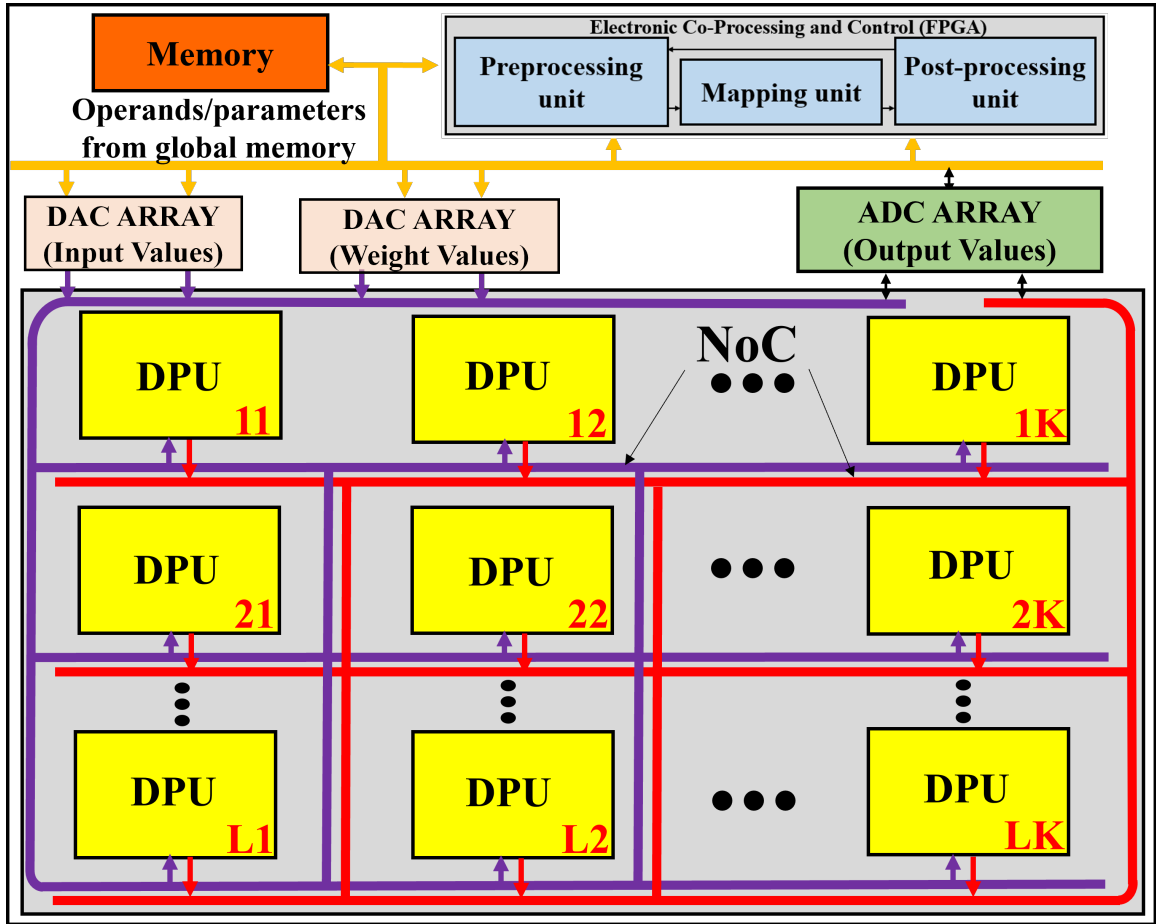 Electronic Co-Processing and Control (FPGA)
Memory
Preprocessing
unit
Mapping unit
Post-processing
unit
Operands/parameters
from global memory
DAC ARRAY
(Input Values)
DAC ARRAY
(Weight Values)
ADC ARRAY
(Output Values)
NoC
DPU
11
DPU
12
DPU
1K
DPU
21
DPU
22
DPU
2K
DPU
L1
DPU
L2
DPU
LK